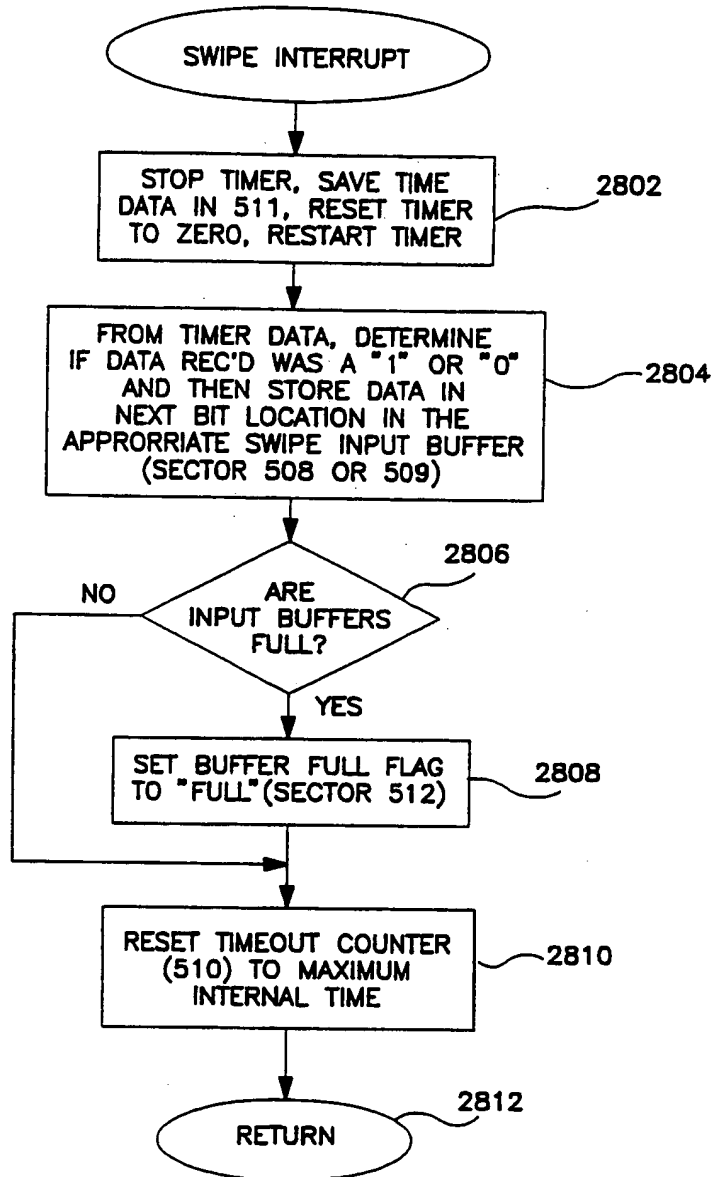 SWIPE INTERRUPT
STOP TIMER, SAVE TIME
DATA IN 511, RESET TIMER
TO ZERO, RESTART TIMER
2802
FROM TIMER DATA, DETERMINE
IF DATA REC'D WAS A "1" OR "0"
AND THEN STORE DATA IN
NEXT BIT LOCATION IN THE
APPRORRIATE SWIPE INPUT BUFFER
(SECTOR 508 OR 509)
2804
2806
NO
ARE
INPUT BUFFERS
FULL?
YES
SET BUFFER FULL FLAG
TO "FULL"(SECTOR 512)
2808
RESET TIMEOUT COUNTER
(510) TO MAXIMUM
INTERNAL TIME
2810
2812
RETURN